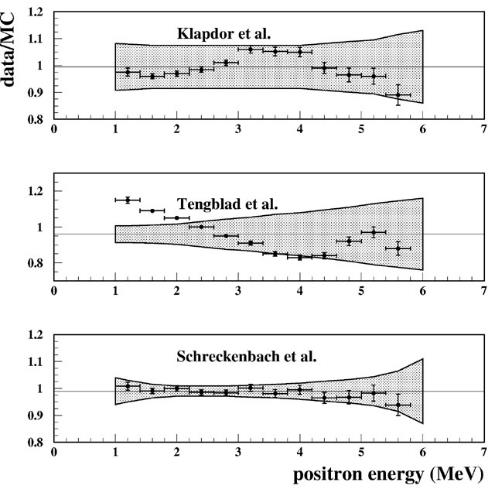 data/MC
1.2
Klapdor et al.
1.1
1
0.9
0.8
0 1 2 3 4 5 6 7
1.2
Tengblad et al.
1
0.8
0 1 2 3 4 5 6 7
1.2
Schreckenbach et al.
1.1
1
0.9
0.8
0 1 2 3 4 5 6 7
positron energy (MeV)